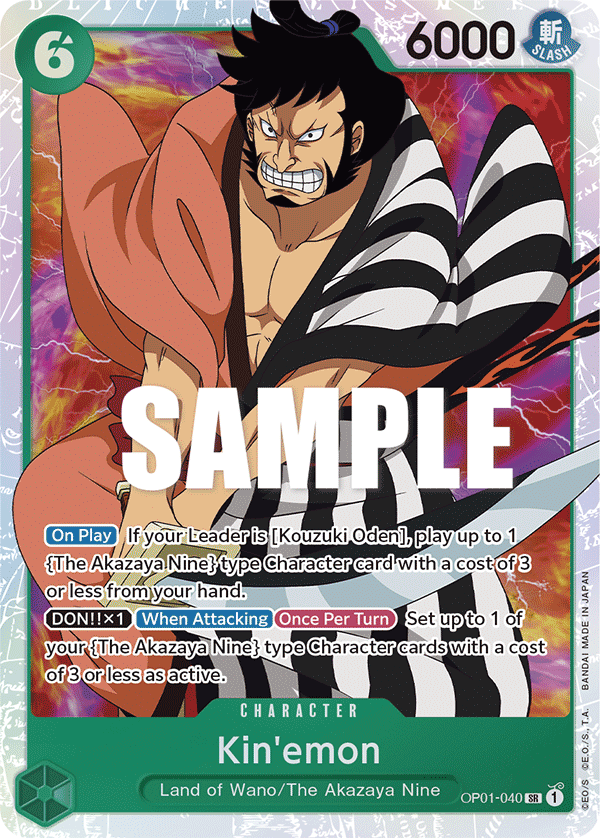 6
6000
斬
SLASH
SAMPLE
On Play If your Leader is [Kouzuki Oden], play up to 1
{The Akazaya Nine} type Character card with a cost of 3
or less from your hand.
DON!!×1 When Attacking Once Per Turn Set up to 1 of
your {The Akazaya Nine} type Character cards with a cost
of 3 or less as active.
©E.O./S ©E.O./S., T.A. BANDAI MADE IN JAPAN
CHARACTER
Kin'emon
Land of Wano/The Akazaya Nine
OP01-040 SR 1